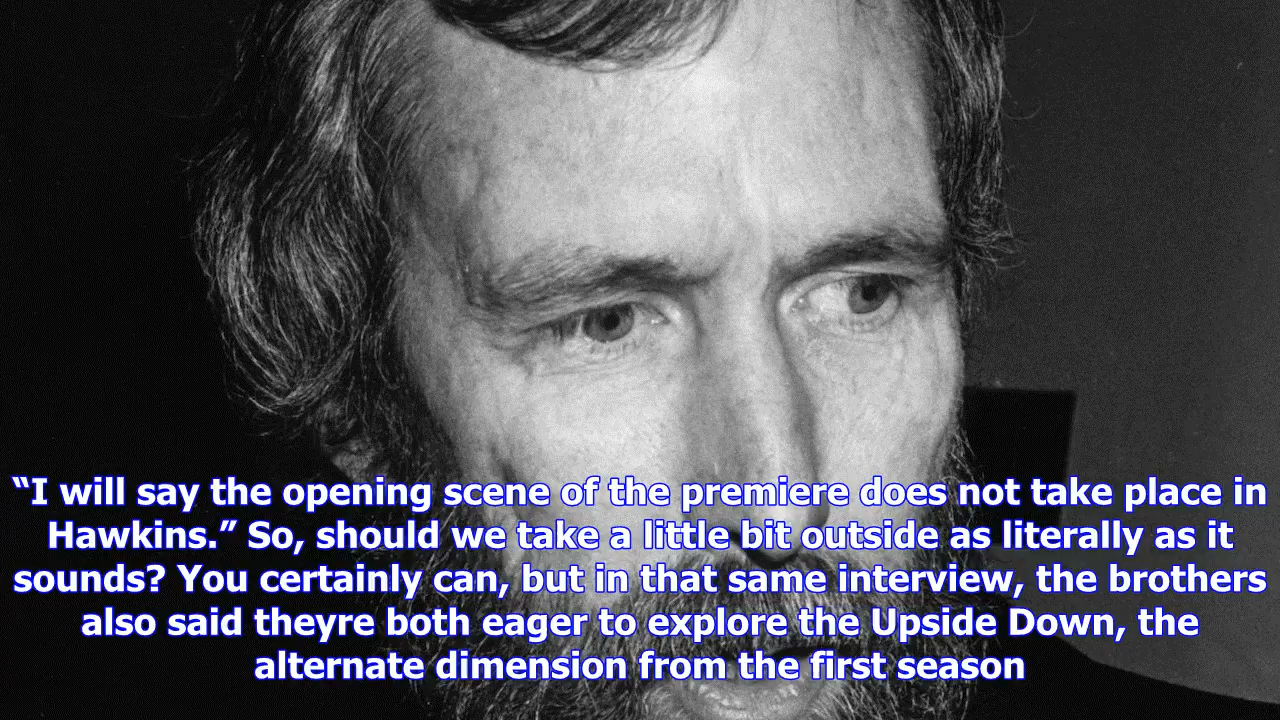 “I will say the opening scene of the premiere does not take place in
Hawkins.” So, should we take a little bit outside as literally as it
sounds? You certainly can, but in that same interview, the brothers
also said theyre both eager to explore the Upside Down, the
alternate dimension from the first season